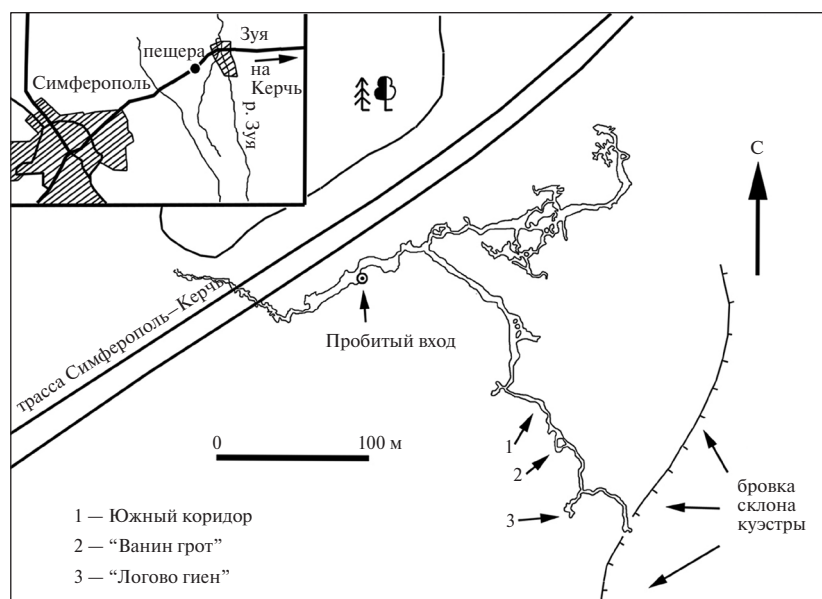 Зуя
пещера
на
Керчь
Симферополь
р. Зуя
С
трасса Симферополь–Керчь
Пробитый вход
0 100 м
1
2
3
бровка
склона
куэстры
1 — Южный коридор
2 — “Ванин грот”
3 — “Логово гиен”